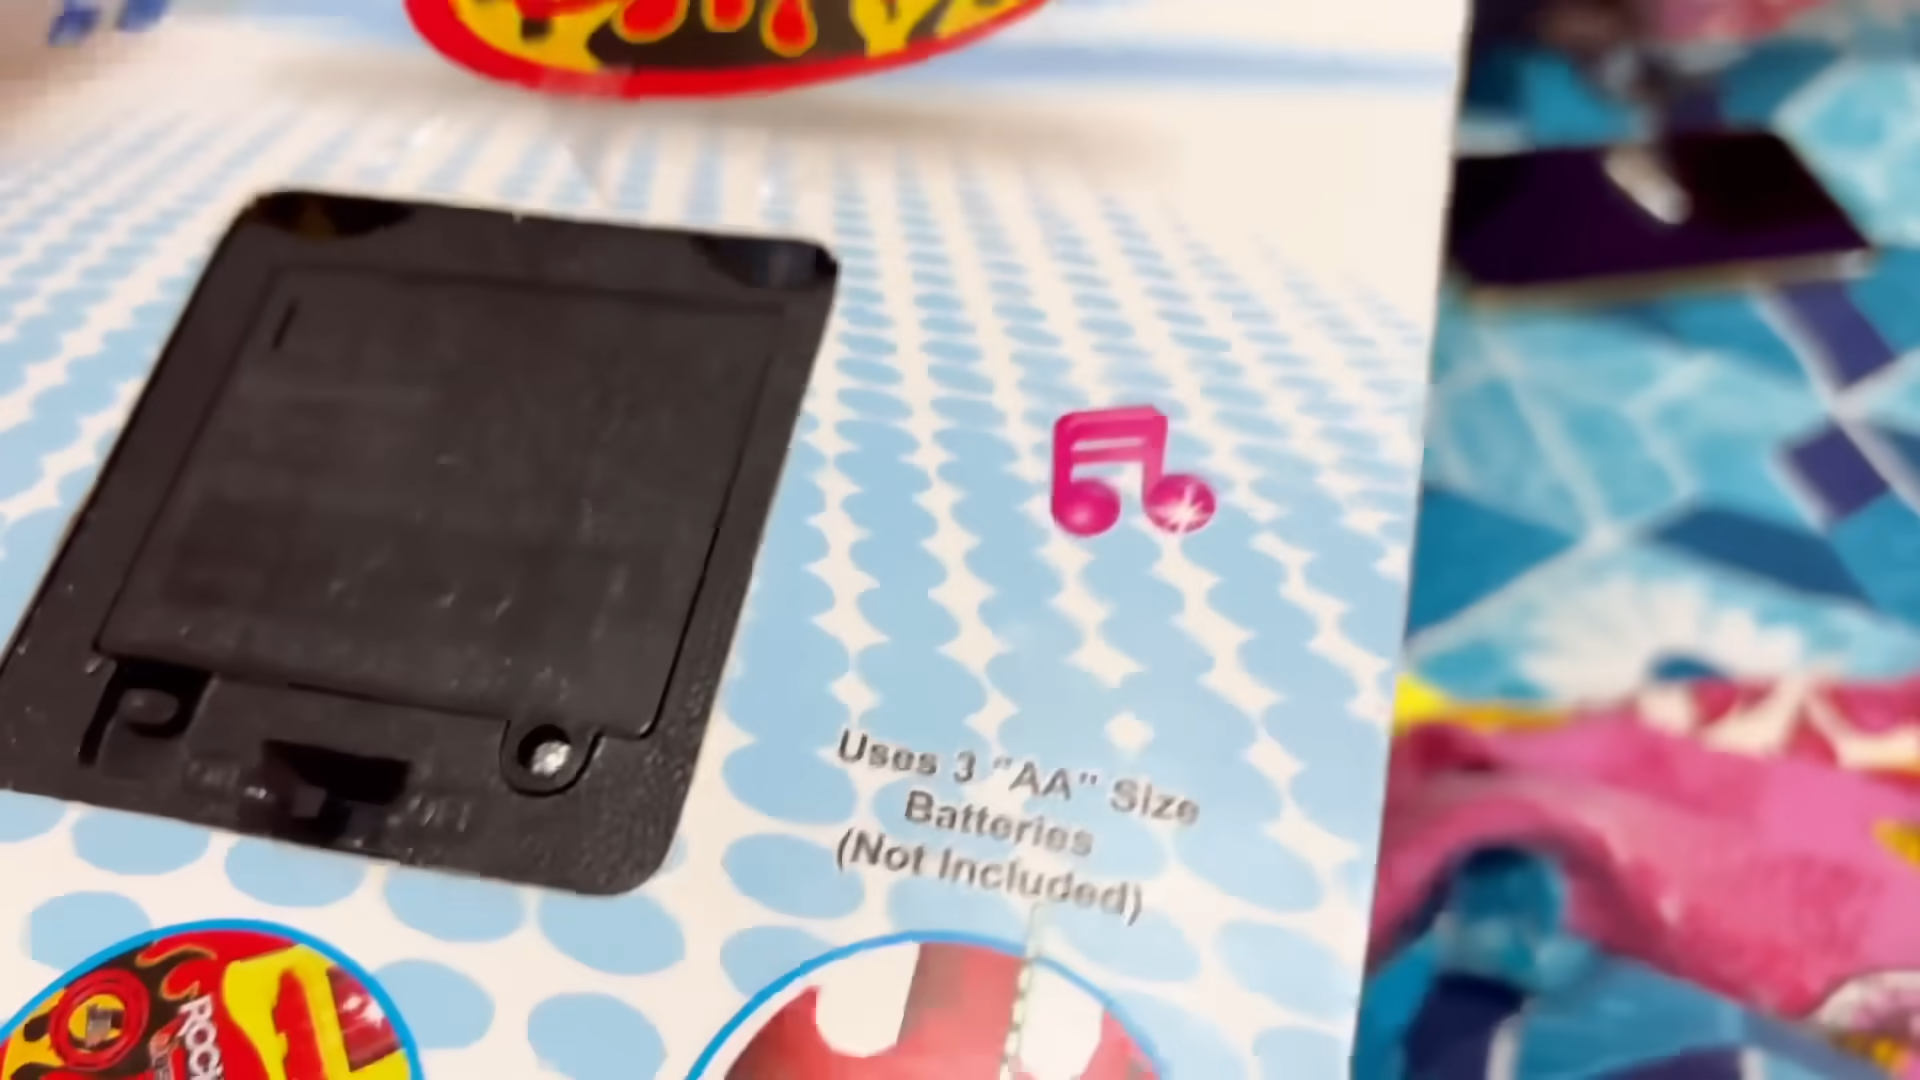 Uses 3 "AA" Size
Batteries
(Not Included)